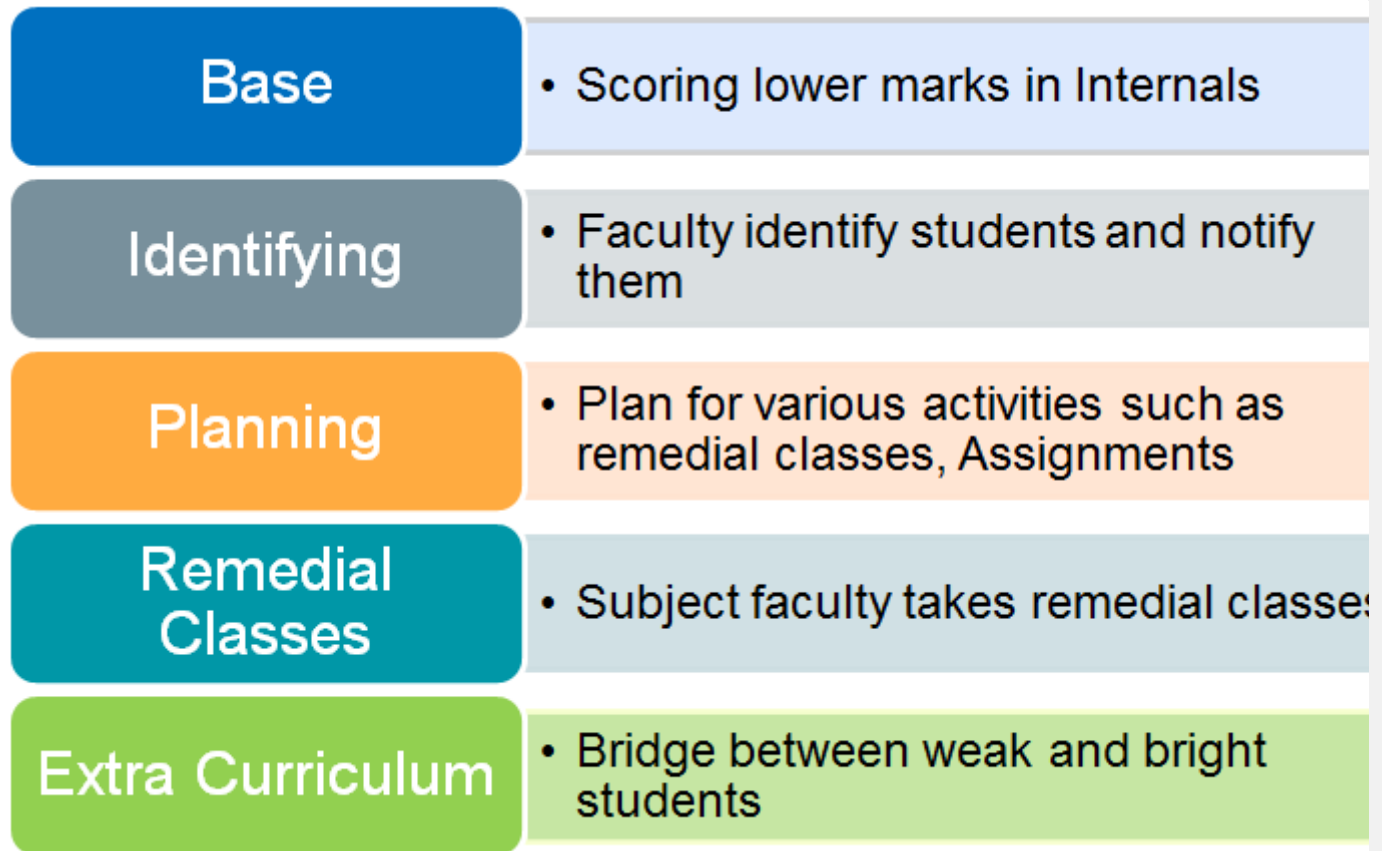 Base
• Scoring lower marks in Internals
Identifying
• Faculty identify students and notify
them
Planning
• Plan for various activities such as
remedial classes, Assignments
Remedial
Classes
• Subject faculty takes remedial classes
Extra Curriculum
• Bridge between weak and bright
students